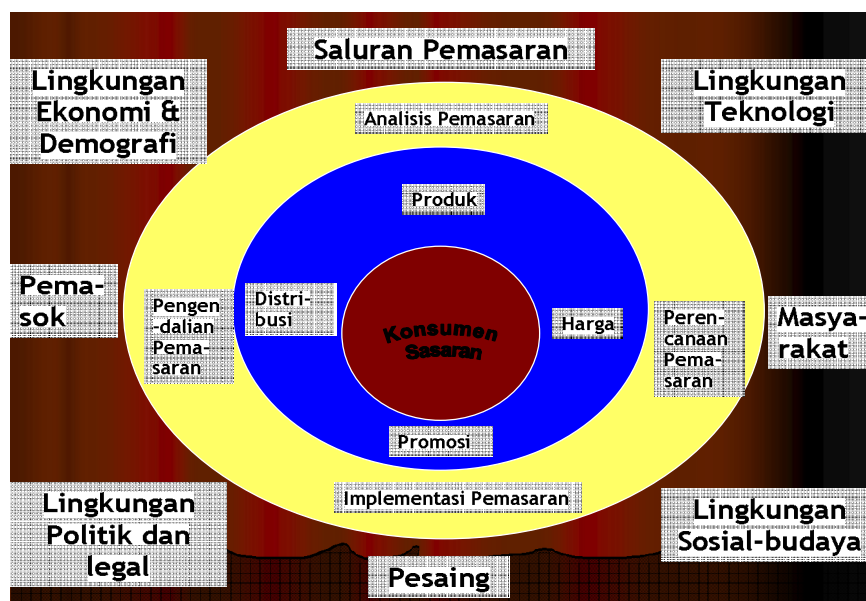 Saluran Pemasaran
Lingkungan
Ekonomi &
Demografi
Lingkungan
Teknologi
Analisis Pemasaran
Produk
Pema-
sok
Pengen
-dalian
Pema-
saran
Distri-
busi
Konsumen
Sasaran
Harga
Peren-
canaan
Pema-
saran
Masya-
rakat
Promosi
Implementasi Pemasaran
Lingkungan
Politik dan
legal
Pesaing
Lingkungan
Sosial-budaya